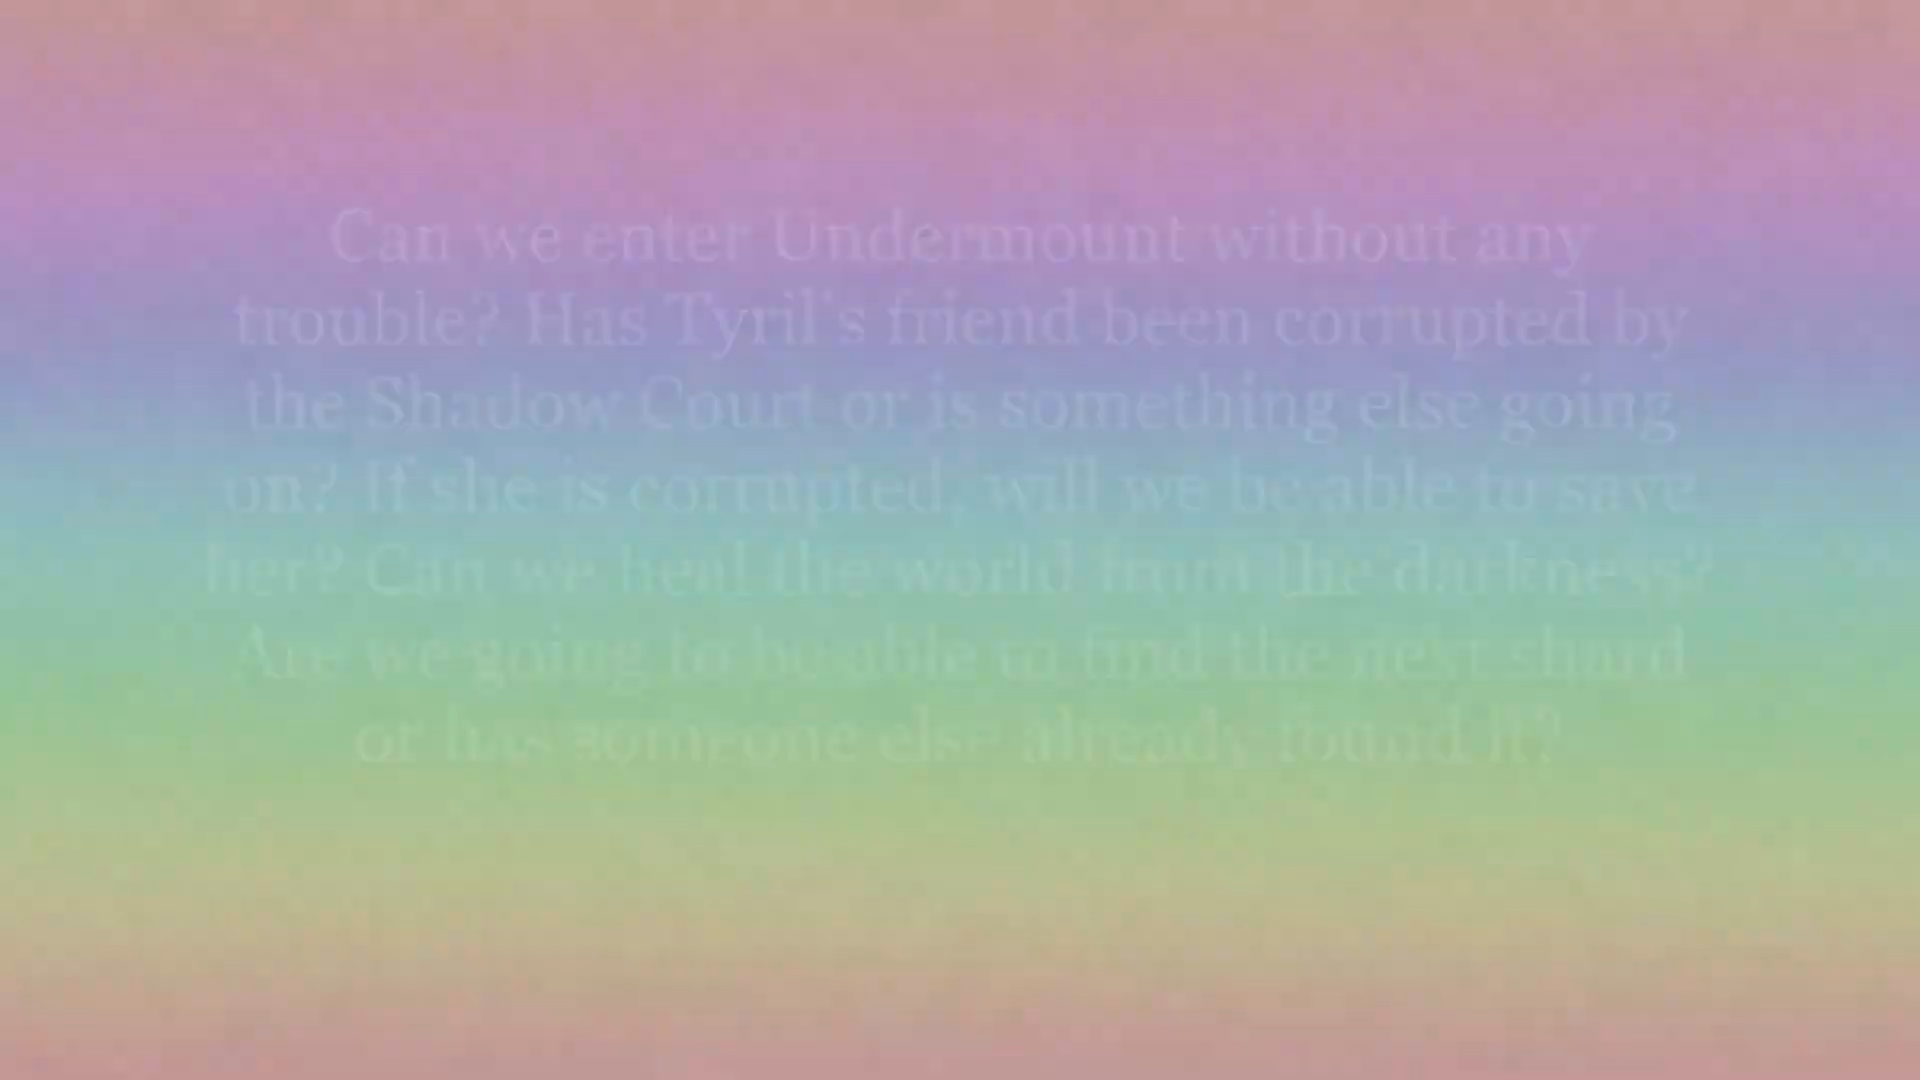 Can we enter Undermount without any
trouble? Has Tyril's friend been corrupted by
the Shadow Court or is something else going
on? If she is corrupted, will we be able to save
her? Can we heal the world from the darkness?
Are we going to be able to find the next shard
or has someone else already found it?